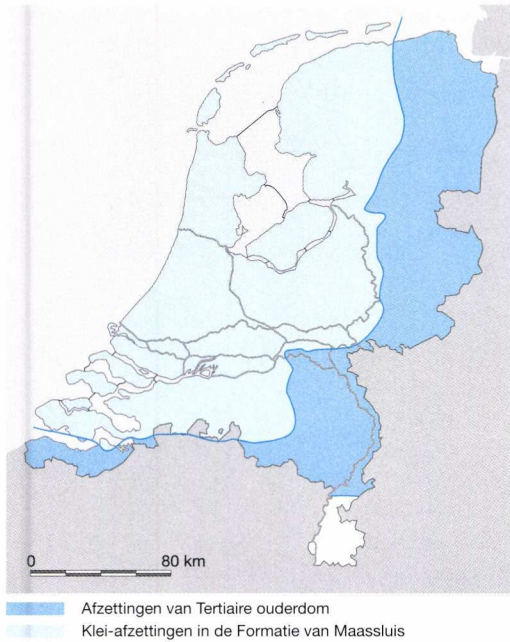 0 80 km
Afzettingen van Tertiaire ouderdom
Klei-afzettingen in de Formatie van Maassluis